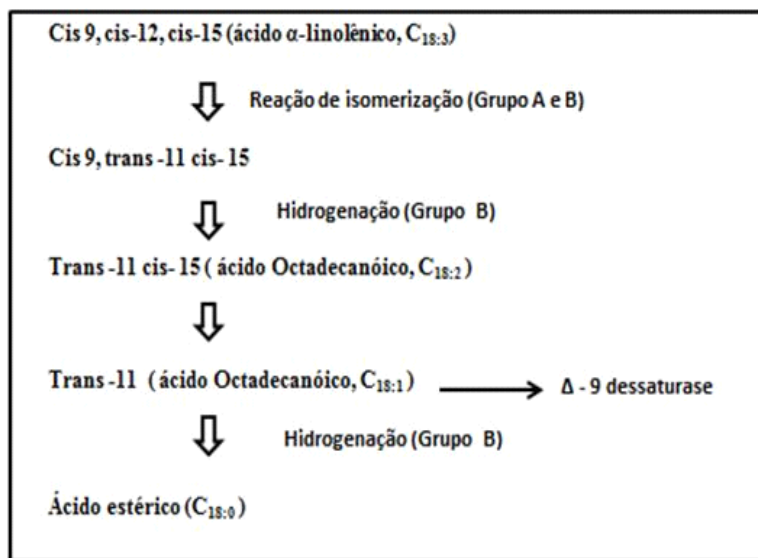 Cis 9, cis-12, cis-15 (ácido α-linolênico, C18:3)
Reação de isomerização (Grupo A e B)
Cis 9, trans -11 cis- 15
Hidrogenação (Grupo B)
Trans -11 cis- 15 ( ácido Octadecanóico, C18:2 )
Trans -11 (ácido Octadecanóico, C18:1)
Δ - 9 dessaturase
Hidrogenação (Grupo B)
Ácido estérico (C18:0)